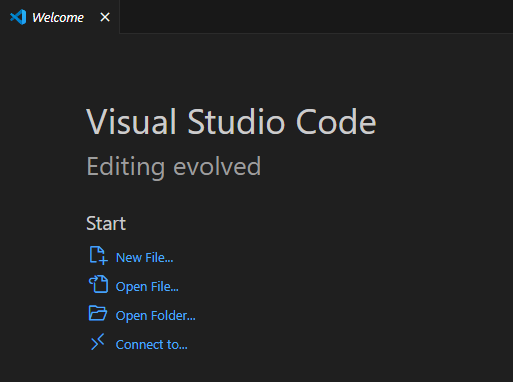 Welcome
Visual Studio Code
Editing evolved
Start
New File...
Open File...
Open Folder...
Connect to...